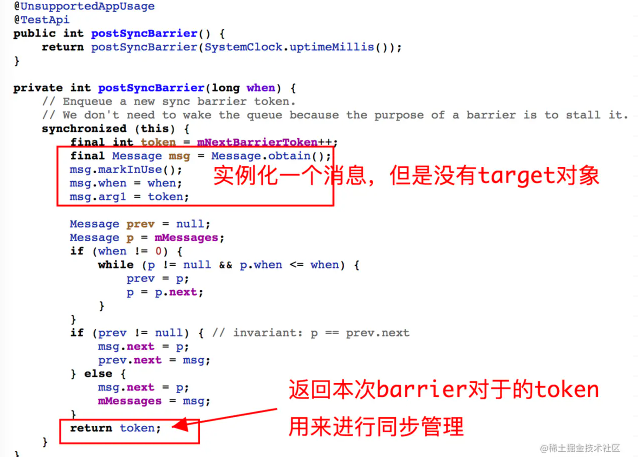 @UnsupportedAppUsage
@TestApi
public int postSyncBarrier() {
    return postSyncBarrier(SystemClock.uptimeMillis());
}

private int postSyncBarrier(long when) {
    // Enqueue a new sync barrier token.
    // We don't need to wake the queue because the purpose of a barrier is to stall it.
    synchronized (this) {
        final int token = mNextBarrierToken++;
        final Message msg = Message.obtain();
        msg.markInUse();
        msg.when = when;
        msg.arg1 = token;
实例化一个消息，但是没有target对象

        Message prev = null;
        Message p = mMessages;
        if (when != 0) {
            while (p != null && p.when <= when) {
                prev = p;
                p = p.next;
            }
        }
        if (prev != null) { // invariant: p == prev.next
            msg.next = p;
            prev.next = msg;
        } else {
            msg.next = p;
            mMessages = msg;
        }
        return token;
返回本次barrier对于的token
用来进行同步管理
    }
}
@稀土掘金技术社区